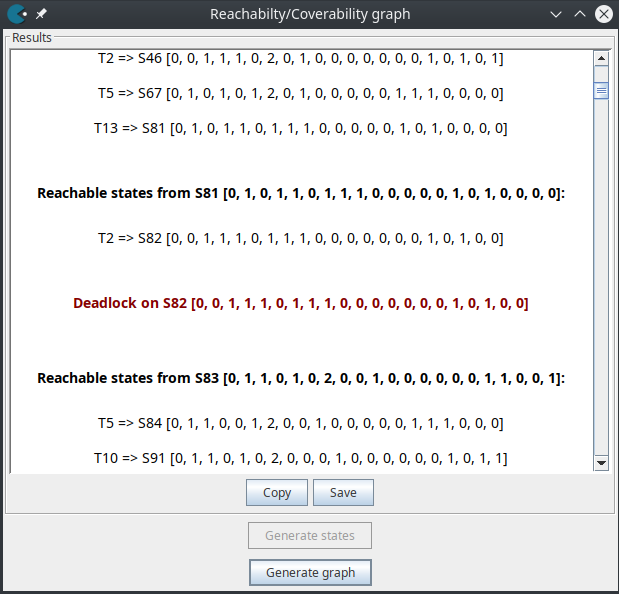 Reachabilty/Coverability graph
Results
T2 => S46 [0, 0, 1, 1, 1, 0, 2, 0, 1, 0, 0, 0, 0, 0, 0, 0, 1, 0, 1, 0, 1]
T5 => S67 [0, 1, 0, 1, 0, 1, 2, 0, 1, 0, 0, 0, 0, 0, 1, 1, 1, 0, 0, 0, 0]
T13 => S81 [0, 1, 0, 1, 1, 0, 1, 1, 1, 0, 0, 0, 0, 0, 1, 0, 1, 0, 0, 0, 0]
Reachable states from S81 [0, 1, 0, 1, 1, 0, 1, 1, 1, 0, 0, 0, 0, 0, 1, 0, 1, 0, 0, 0, 0]:
T2 => S82 [0, 0, 1, 1, 1, 0, 1, 1, 1, 0, 0, 0, 0, 0, 0, 0, 1, 0, 1, 0, 0]
Deadlock on S82 [0, 0, 1, 1, 1, 0, 1, 1, 1, 0, 0, 0, 0, 0, 0, 0, 1, 0, 1, 0, 0]
Reachable states from S83 [0, 1, 1, 0, 1, 0, 2, 0, 0, 1, 0, 0, 0, 0, 0, 0, 1, 1, 0, 0, 1]:
T5 => S84 [0, 1, 1, 0, 0, 1, 2, 0, 0, 1, 0, 0, 0, 0, 0, 1, 1, 1, 0, 0, 0]
T10 => S91 [0, 1, 1, 0, 1, 0, 2, 0, 0, 0, 1, 0, 0, 0, 0, 0, 0, 1, 0, 1, 1]
Copy
Save
Generate states
Generate graph